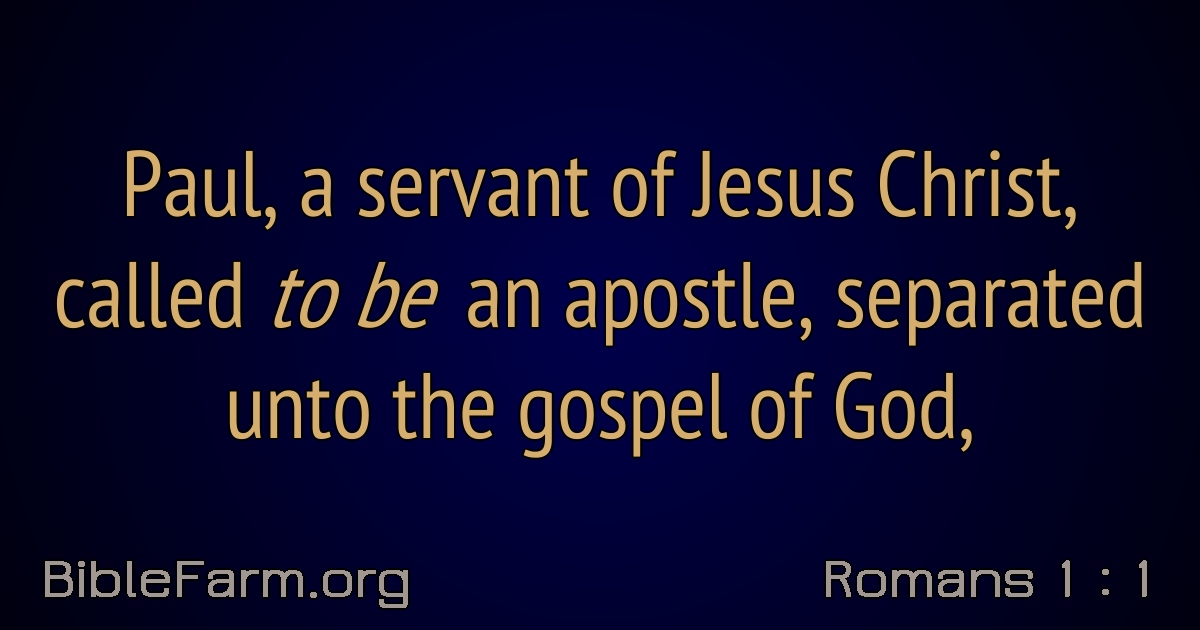 Paul, a servant of Jesus Christ,
called to be an apostle, separated
unto the gospel of God,
BibleFarm.org
Romans 1 : 1